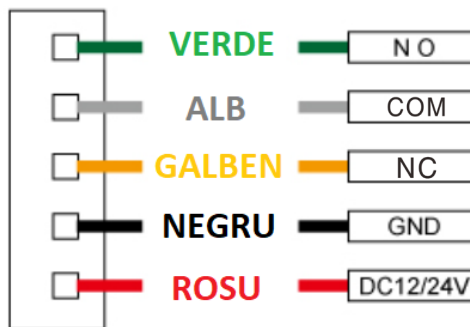 VERDE N O
ALB COM
GALBEN NC
NEGRU GND
ROSU DC12/24V